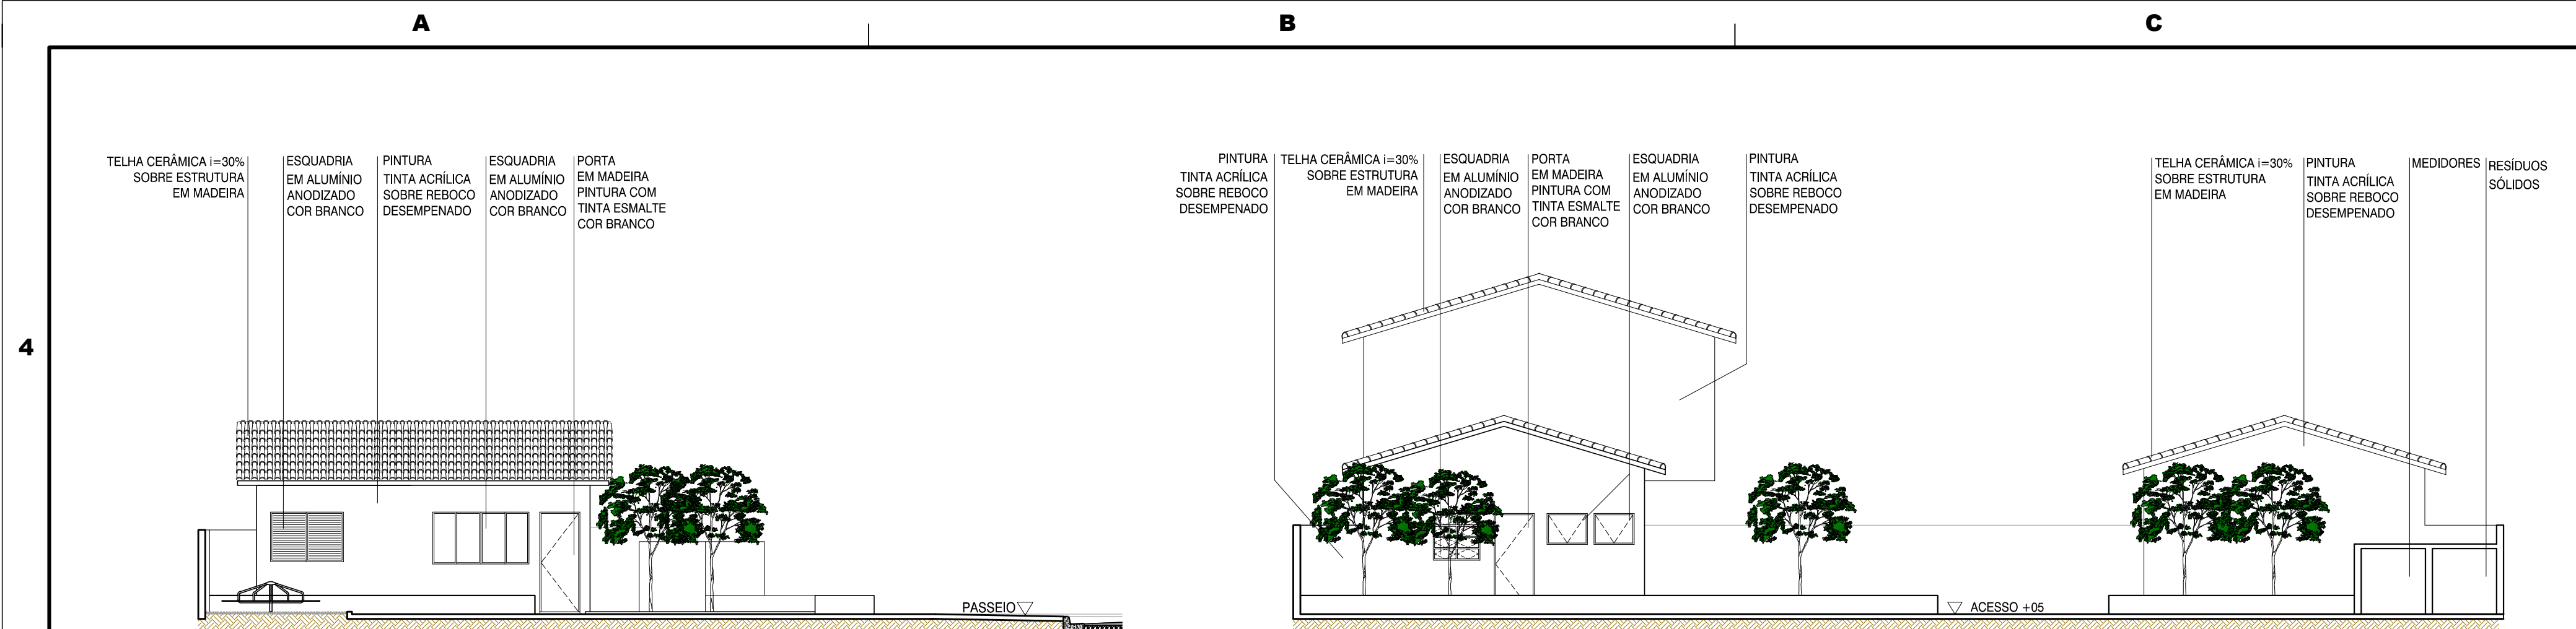 A
B
C
4
TELHA CERÂMICA i=30%
SOBRE ESTRUTURA
EM MADEIRA
ESQUADRIA
EM ALUMÍNIO
ANODIZADO
COR BRANCO
PINTURA
TINTA ACRÍLICA
SOBRE REBOCO
DESEMPENADO
ESQUADRIA
EM ALUMÍNIO
ANODIZADO
COR BRANCO
PORTA
EM MADEIRA
PINTURA COM
TINTA ESMALTE
COR BRANCO
PASSEIO
PINTURA
TINTA ACRÍLICA
SOBRE REBOCO
DESEMPENADO
TELHA CERÂMICA i=30%
SOBRE ESTRUTURA
EM MADEIRA
ESQUADRIA
EM ALUMÍNIO
ANODIZADO
COR BRANCO
PORTA
EM MADEIRA
PINTURA COM
TINTA ESMALTE
COR BRANCO
ESQUADRIA
EM ALUMÍNIO
ANODIZADO
COR BRANCO
PINTURA
TINTA ACRÍLICA
SOBRE REBOCO
DESEMPENADO
ACESSO +05
TELHA CERÂMICA i=30%
SOBRE ESTRUTURA
EM MADEIRA
PINTURA
TINTA ACRÍLICA
SOBRE REBOCO
DESEMPENADO
MEDIDORES
RESÍDUOS
SÓLIDOS